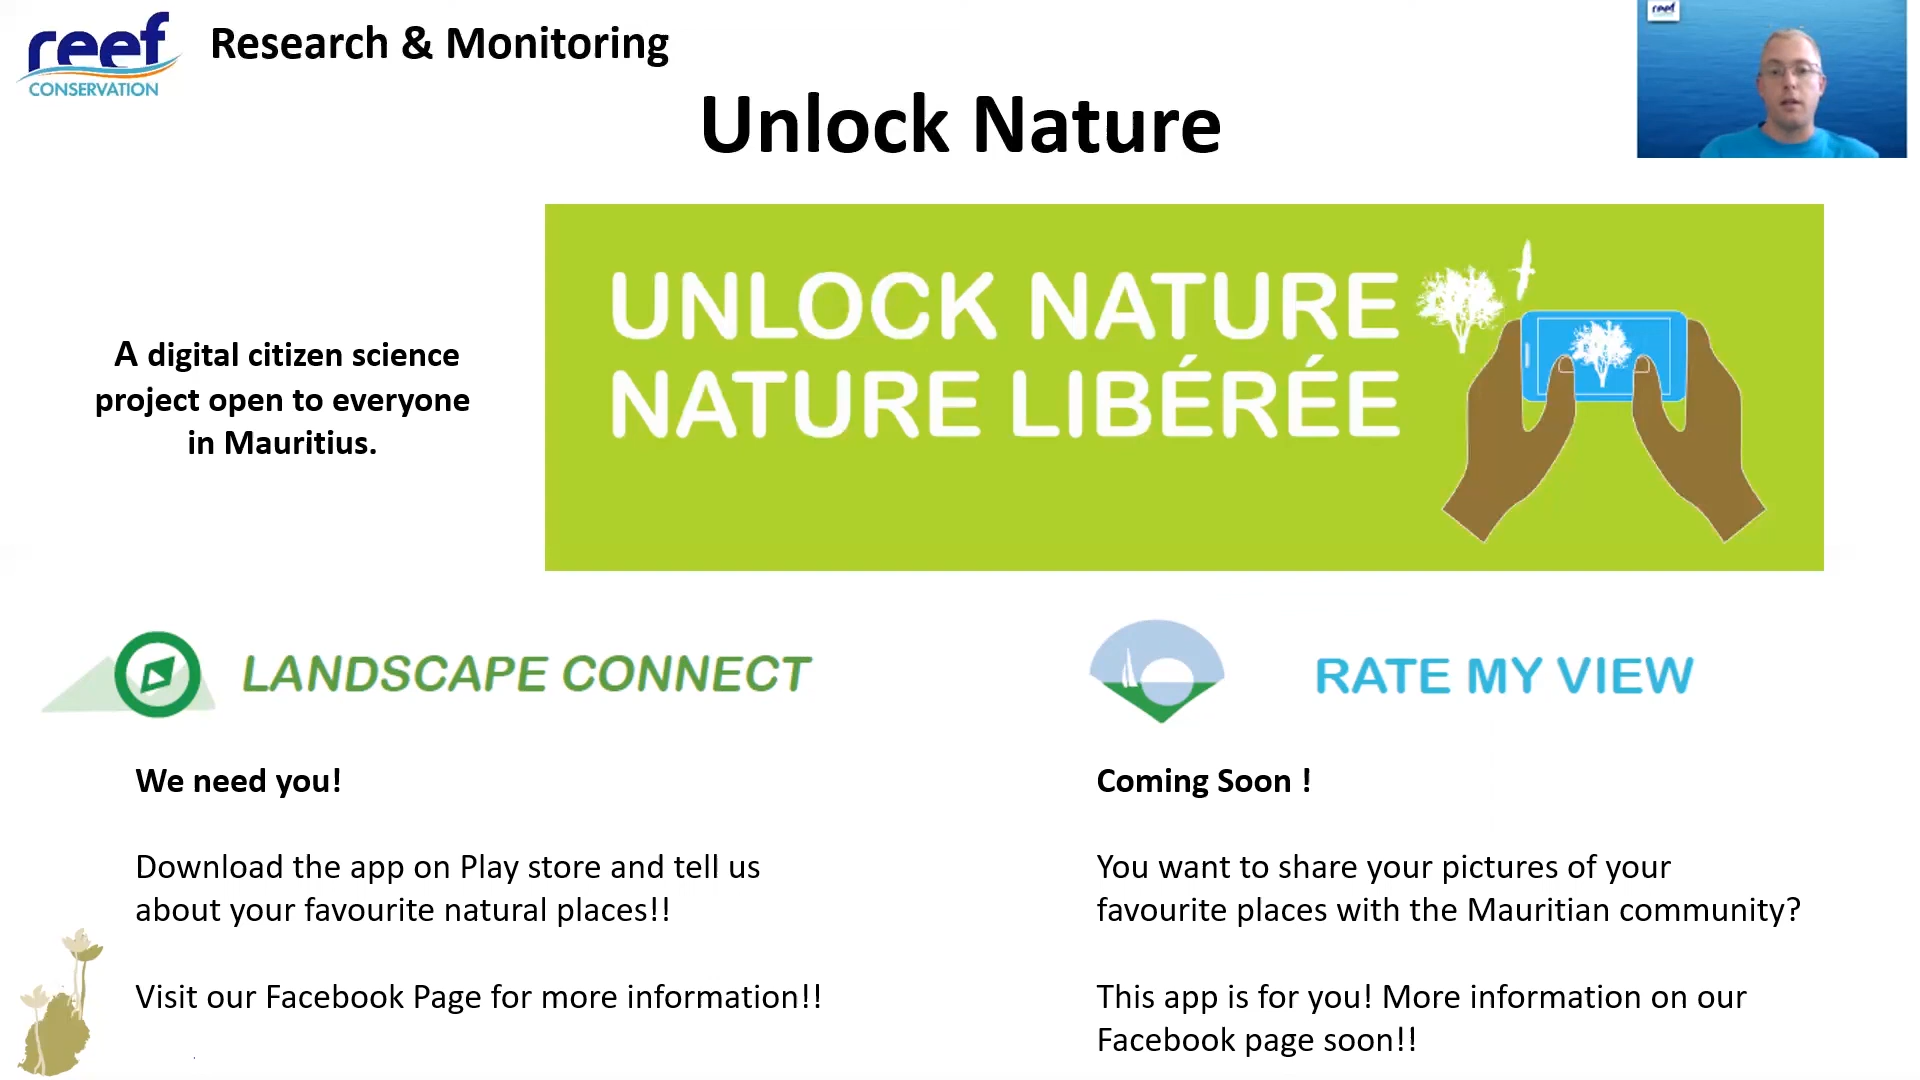 reef
CONSERVATION
Research & Monitoring
reef
Unlock Nature
UNLOCK NATURE
NATURE LIBÉRÉE
A digital citizen science
project open to everyone
in Mauritius.
LANDSCAPE CONNECT
We need you!
Download the app on Play store and tell us
about your favourite natural places!!
Visit our Facebook Page for more information!!
RATE MY VIEW
Coming Soon !
You want to share your pictures of your
favourite places with the Mauritian community?
This app is for you! More information on our
Facebook page soon!!